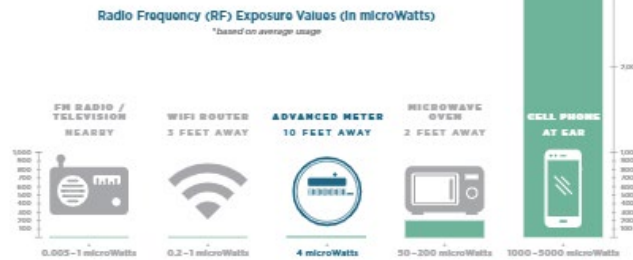 Radio Frequency (RF) Exposure Values (in microWatts)
*based on average usage
FM RADIO / TELEVISION
NEARBY
WIFI ROUTER
3 FEET AWAY
ADVANCED METER
10 FEET AWAY
MICROWAVE OVEN
2 FEET AWAY
CELL PHONE
AT EAR
1,000
900
800
700
600
500
400
300
200
100
0.005-1 microWatts
0.2-1 microWatts
4 microWatts
50-200 microWatts
1000-5000 microWatts